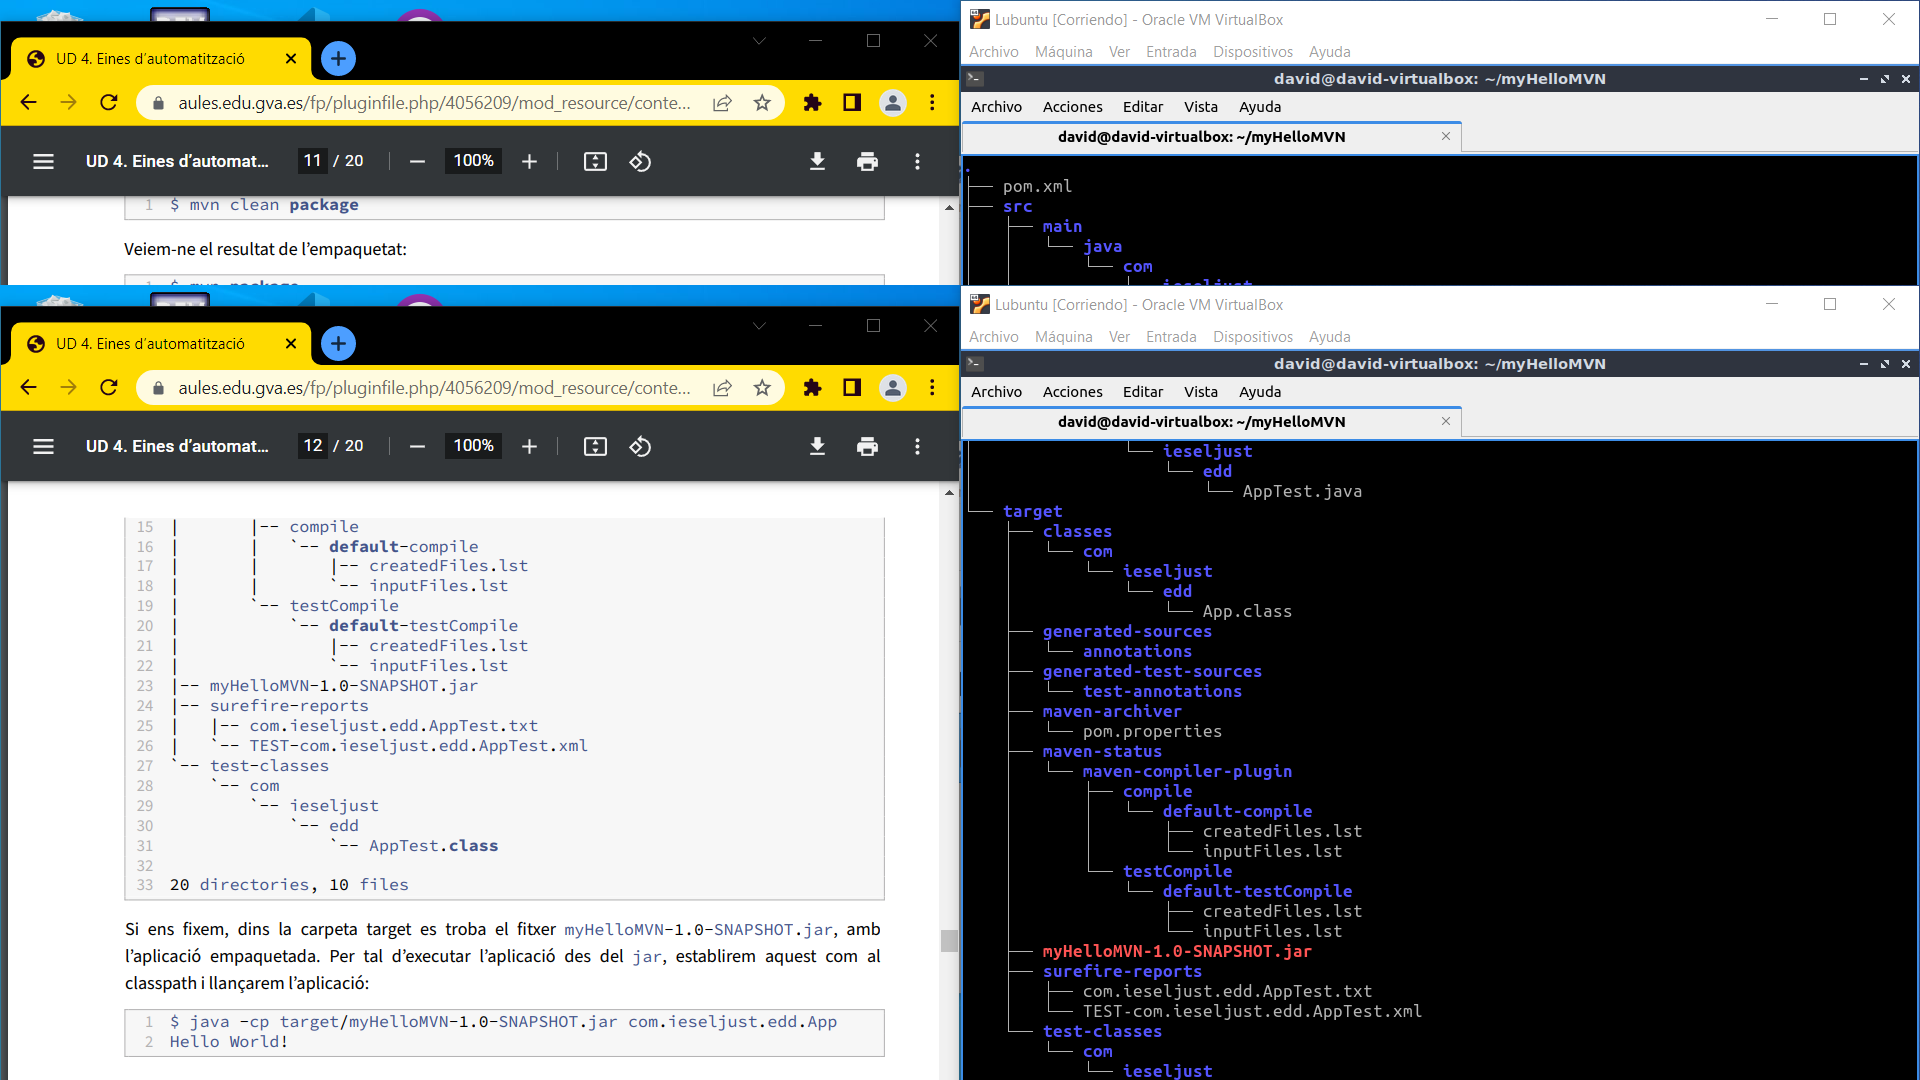 UD 4. Eines d'automatització
aules.edu.gva.es/fp/pluginfile.php/4056209/mod_resource/conte...
UD 4. Eines d'automat... 11 / 20 100%
1 $ mvn clean package
Veiem-ne el resultat de l'empaquetat:
Lubuntu [Corriendo] - Oracle VM VirtualBox
Archivo Máquina Ver Entrada Dispositivos Ayuda
david@david-virtualbox: ~/myHelloMVN
Archivo Acciones Editar Vista Ayuda
david@david-virtualbox: ~/myHelloMVN
.
├── pom.xml
├── src
│   ├── main
│   │   └── java
│   │       └── com
UD 4. Eines d'automatització
aules.edu.gva.es/fp/pluginfile.php/4056209/mod_resource/conte...
UD 4. Eines d'automat... 12 / 20 100%
15 |       |-- compile
16 |       |   `-- default-compile
17 |       |       |-- createdFiles.lst
18 |       |       `-- inputFiles.lst
19 |       `-- testCompile
20 |           `-- default-testCompile
21 |               |-- createdFiles.lst
22 |               `-- inputFiles.lst
23 |-- myHelloMVN-1.0-SNAPSHOT.jar
24 |-- surefire-reports
25 |   |-- com.ieseljust.edd.AppTest.txt
26 |   `-- TEST-com.ieseljust.edd.AppTest.xml
27 `-- test-classes
28     `-- com
29         `-- ieseljust
30             `-- edd
31                 `-- AppTest.class
32
33 20 directories, 10 files
Si ens fixem, dins la carpeta target es troba el fitxer myHelloMVN-1.0-SNAPSHOT.jar, amb
l'aplicació empaquetada. Per tal d'executar l'aplicació des del jar, establirem aquest com al
classpath i llançarem l'aplicació:
1 $ java -cp target/myHelloMVN-1.0-SNAPSHOT.jar com.ieseljust.edd.App
2 Hello World!
Lubuntu [Corriendo] - Oracle VM VirtualBox
Archivo Máquina Ver Entrada Dispositivos Ayuda
david@david-virtualbox: ~/myHelloMVN
Archivo Acciones Editar Vista Ayuda
david@david-virtualbox: ~/myHelloMVN
│               └── ieseljust
│                   └── edd
│                       └── AppTest.java
└── target
    ├── classes
    │   └── com
    │       └── ieseljust
    │           └── edd
    │               └── App.class
    ├── generated-sources
    │   └── annotations
    ├── generated-test-sources
    │   └── test-annotations
    ├── maven-archiver
    │   └── pom.properties
    ├── maven-status
    │   └── maven-compiler-plugin
    │       ├── compile
    │       │   └── default-compile
    │       │       ├── createdFiles.lst
    │       │       └── inputFiles.lst
    │       └── testCompile
    │           └── default-testCompile
    │               ├── createdFiles.lst
    │               └── inputFiles.lst
    ├── myHelloMVN-1.0-SNAPSHOT.jar
    ├── surefire-reports
    │   ├── com.ieseljust.edd.AppTest.txt
    │   └── TEST-com.ieseljust.edd.AppTest.xml
    └── test-classes
        └── com
            └── ieseljust